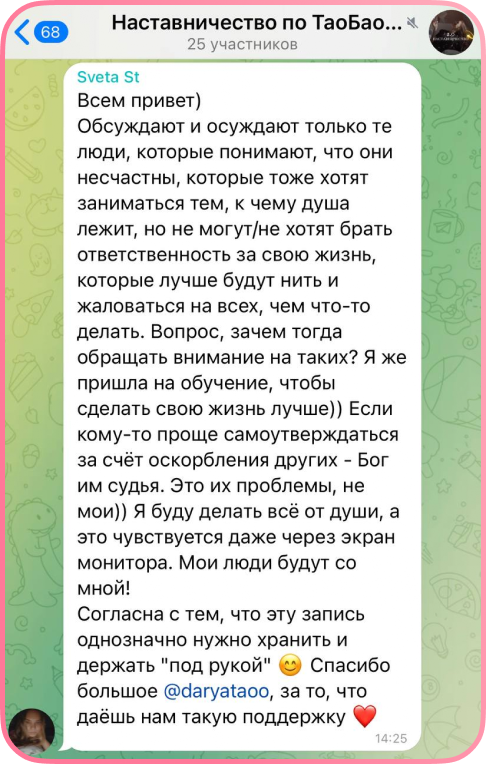 68
Наставничество по ТаоБао...
25 участников
Sveta St
Всем привет)
Обсуждают и осуждают только те
люди, которые понимают, что они
несчастны, которые тоже хотят
заниматься тем, к чему душа
лежит, но не могут/не хотят брать
ответственность за свою жизнь,
которые лучше будут нить и
жаловаться на всех, чем что-то
делать. Вопрос, зачем тогда
обращать внимание на таких? Я же
пришла на обучение, чтобы
сделать свою жизнь лучше)) Если
кому-то проще самоутверждаться
за счёт оскорбления других - Бог
им судья. Это их проблемы, не
мои)) Я буду делать всё от души, а
это чувствуется даже через экран
монитора. Мои люди будут со
мной!
Согласна с тем, что эту запись
однозначно нужно хранить и
держать "под рукой" 😊 Спасибо
большое @daryataoo, за то, что
даёшь нам такую поддержку ❤️
14:25